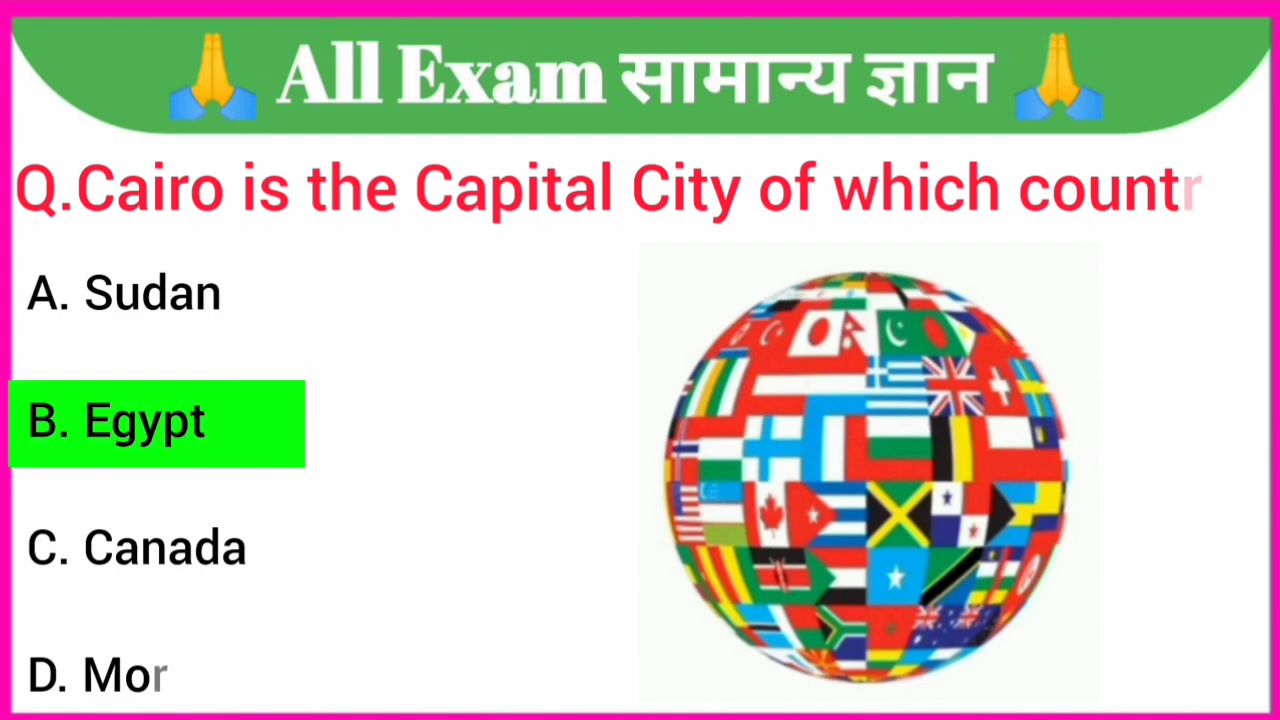 All Exam सामान्य ज्ञान
Q.Cairo is the Capital City of which countr
A. Sudan
B. Egypt
C. Canada
D. Mor